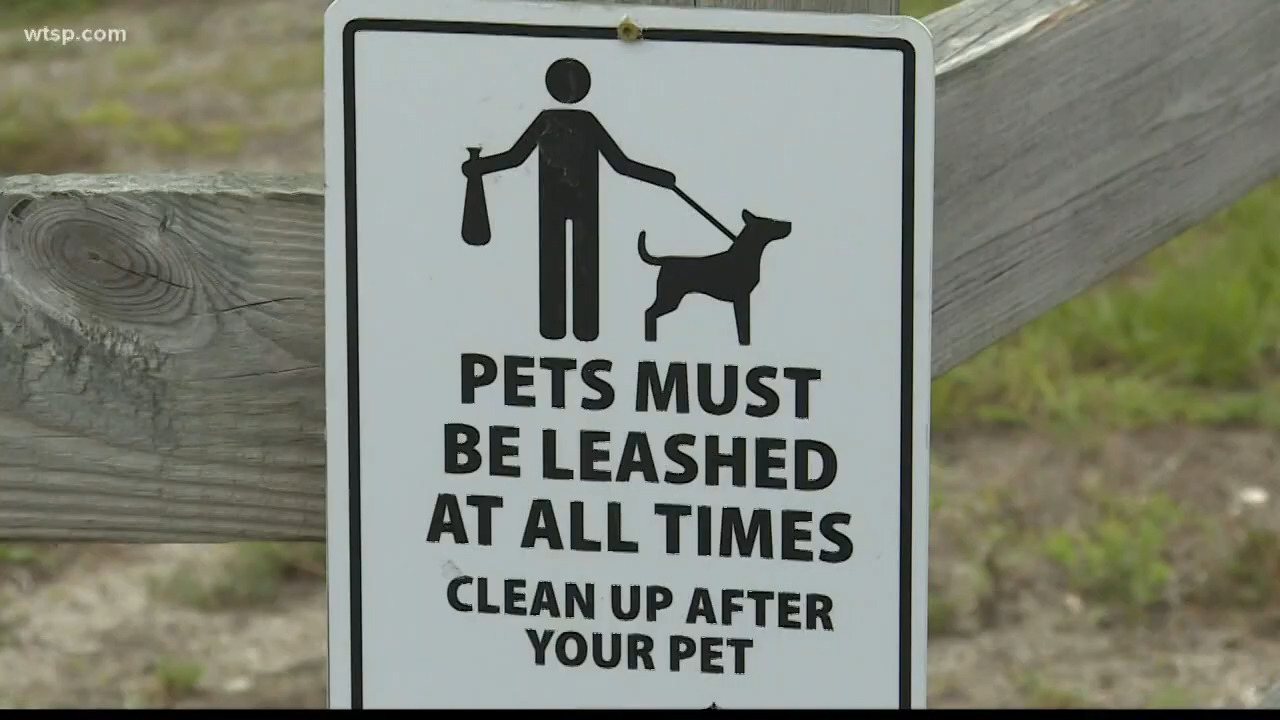 wtsp.com
PETS MUST
BE LEASHED
AT ALL TIMES
CLEAN UP AFTER
YOUR PET